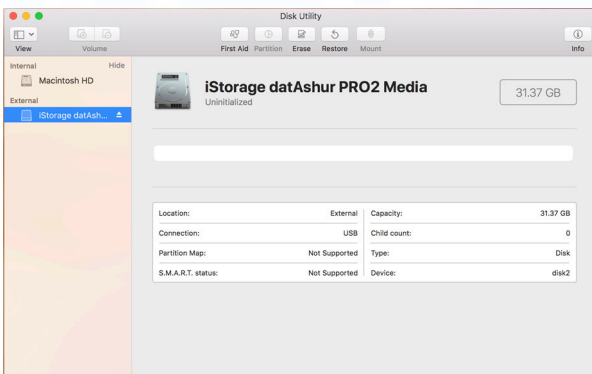 Disk Utility
View Volume First Aid Partition Erase Restore Mount Info
Internal Hide
Macintosh HD
External
iStorage datAsh...
iStorage datAshur PRO2 Media
Uninitialized
31.37 GB
Location: External Capacity: 31.37 GB
Connection: USB Child count: 0
Partition Map: Not Supported Type: Disk
S.M.A.R.T. status: Not Supported Device: disk2